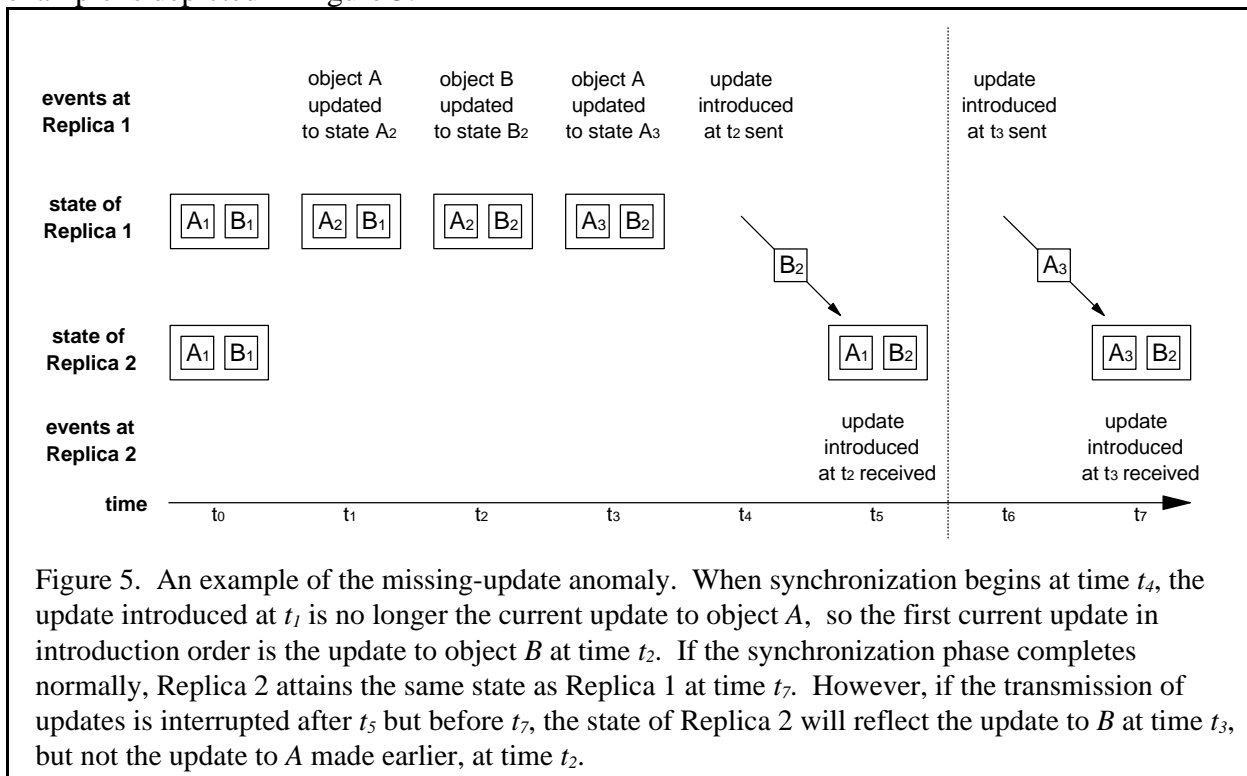 events at
Replica 1
object A
updated
to state A2
object B
updated
to state B2
object A
updated
to state A3
update
introduced
at t2 sent
update
introduced
at t3 sent
state of
Replica 1
A1 B1
A2 B1
A2 B2
A3 B2
B2
A3
state of
Replica 2
A1 B1
A1 B2
A3 B2
events at
Replica 2
update
introduced
at t2 received
update
introduced
at t3 received
time
t0 t1 t2 t3 t4 t5 t6 t7
Figure 5. An example of the missing-update anomaly. When synchronization begins at time t4, the
update introduced at t1 is no longer the current update to object A, so the first current update in
introduction order is the update to object B at time t2. If the synchronization phase completes
normally, Replica 2 attains the same state as Replica 1 at time t7. However, if the transmission of
updates is interrupted after t5 but before t7, the state of Replica 2 will reflect the update to B at time t3,
but not the update to A made earlier, at time t2.